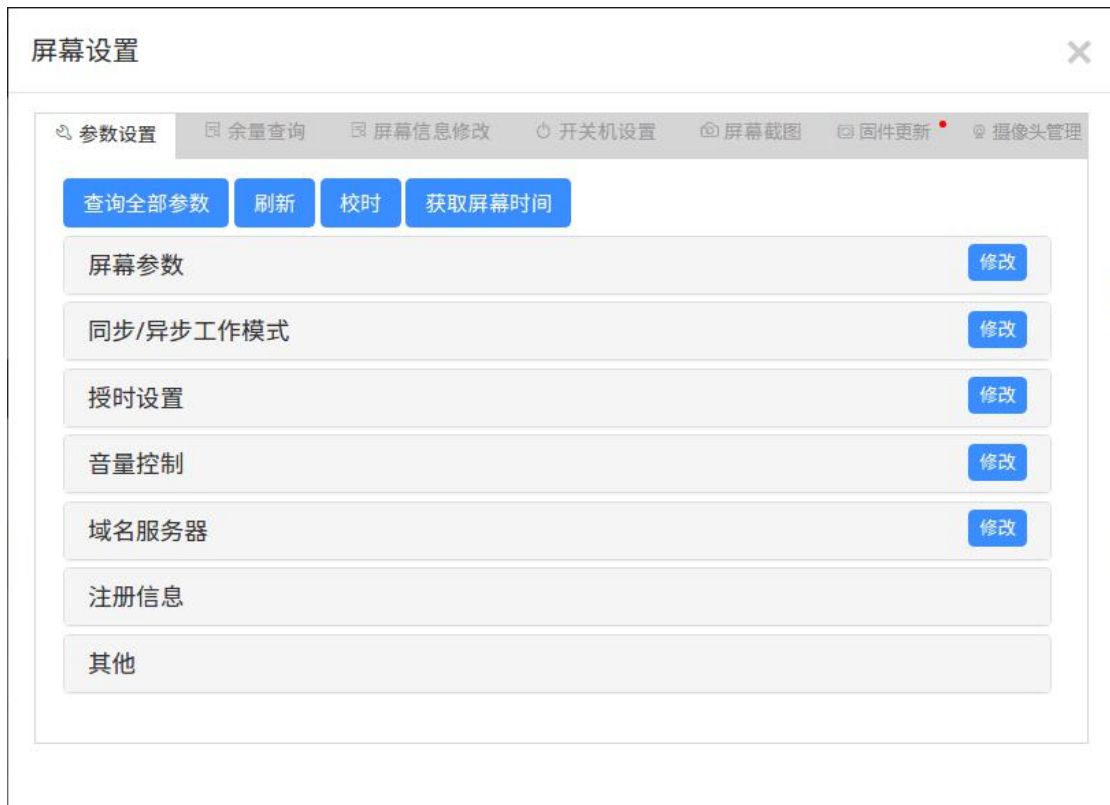 屏幕设置
参数设置 余量查询 屏幕信息修改 开关机设置 屏幕截图 固件更新 摄像头管理
查询全部参数 刷新 校时 获取屏幕时间
屏幕参数 修改
同步/异步工作模式 修改
授时设置 修改
音量控制 修改
域名服务器 修改
注册信息
其他